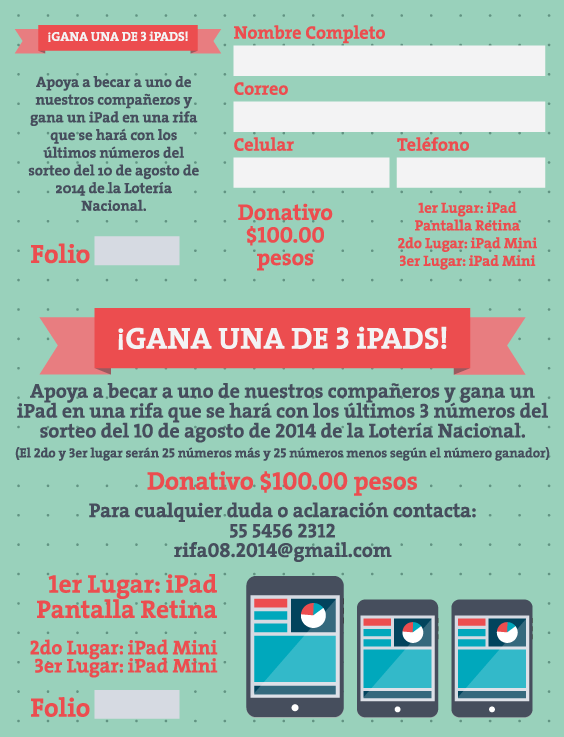 ¡GANA UNA DE 3 iPADS!
Apoya a becar a uno de
nuestros compañeros y
gana un iPad en una rifa
que se hará con los
últimos números del
sorteo del 10 de agosto de
2014 de la Lotería
Nacional.
Folio
Nombre Completo
Correo
Celular
Teléfono
Donativo
$100.00
pesos
1er Lugar: iPad
Pantalla Retina
2do Lugar: iPad Mini
3er Lugar: iPad Mini
¡GANA UNA DE 3 iPADS!
Apoya a becar a uno de nuestros compañeros y gana un
iPad en una rifa que se hará con los últimos 3 números del
sorteo del 10 de agosto de 2014 de la Lotería Nacional.
(El 2do y 3er lugar serán 25 números más y 25 números menos según el número ganador)
Donativo $100.00 pesos
Para cualquier duda o aclaración contacta:
55 5456 2312
rifa08.2014@gmail.com
1er Lugar: iPad
Pantalla Retina
2do Lugar: iPad Mini
3er Lugar: iPad Mini
Folio